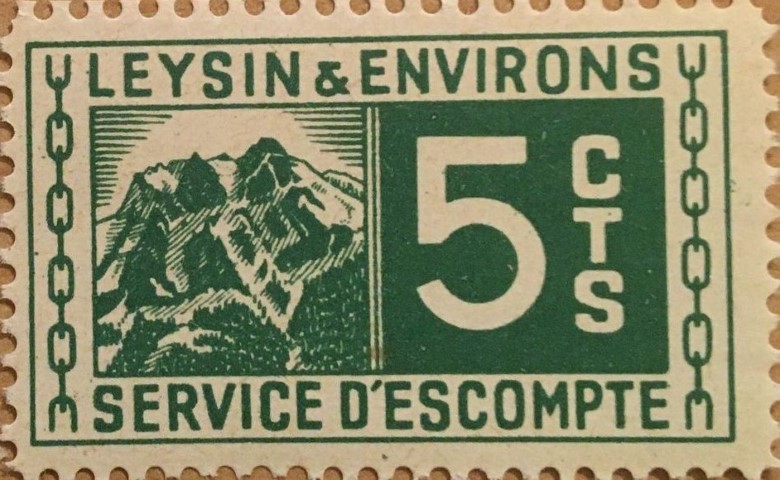 LEYSIN & ENVIRONS
5 CTS
SERVICE D'ESCOMPTE